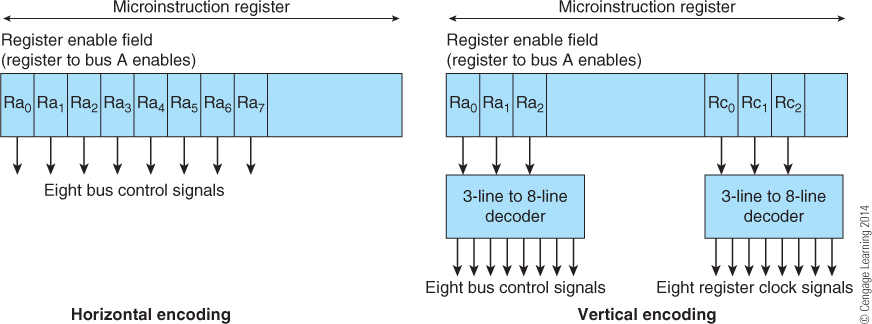 Microinstruction register
Register enable field
(register to bus A enables)
Ra0 Ra1 Ra2 Ra3 Ra4 Ra5 Ra6 Ra7
Eight bus control signals
Horizontal encoding
Microinstruction register
Register enable field
(register to bus A enables)
Ra0 Ra1 Ra2 Rc0 Rc1 Rc2
3-line to 8-line
decoder
3-line to 8-line
decoder
Eight bus control signals
Eight register clock signals
Vertical encoding
© Cengage Learning 2014